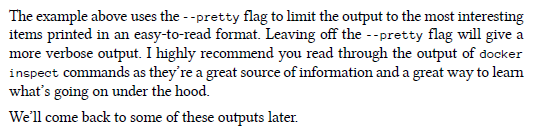 The example above uses the --pretty flag to limit the output to the most interesting
items printed in an easy-to-read format. Leaving off the --pretty flag will give a
more verbose output. I highly recommend you read through the output of docker
inspect commands as they’re a great source of information and a great way to learn
what’s going on under the hood.
We’ll come back to some of these outputs later.